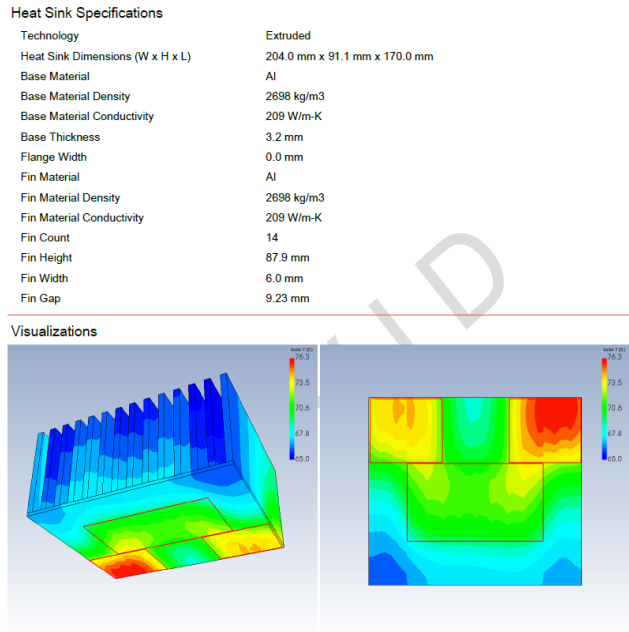 Heat Sink Specifications
Technology Extruded
Heat Sink Dimensions (W x H x L) 204.0 mm x 91.1 mm x 170.0 mm
Base Material Al
Base Material Density 2698 kg/m3
Base Material Conductivity 209 W/m-K
Base Thickness 3.2 mm
Flange Width 0.0 mm
Fin Material Al
Fin Material Density 2698 kg/m3
Fin Material Conductivity 209 W/m-K
Fin Count 14
Fin Height 87.9 mm
Fin Width 6.0 mm
Fin Gap 9.23 mm
Visualizations
Solid T (C)
76.3
73.5
70.6
67.8
65.0
Solid T (C)
76.3
73.5
70.6
67.8
65.0